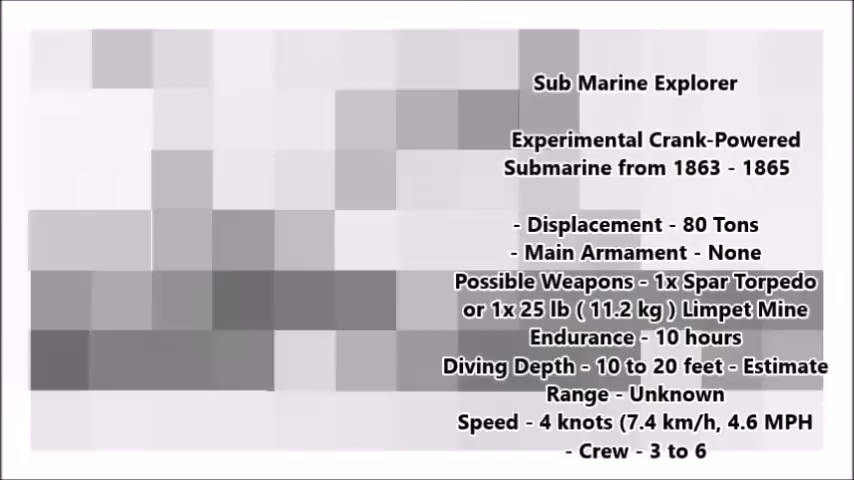 Sub Marine Explorer
Experimental Crank-Powered
Submarine from 1863 - 1865
- Displacement - 80 Tons
- Main Armament - None
Possible Weapons - 1x Spar Torpedo
or 1x 25 lb ( 11.2 kg ) Limpet Mine
Endurance - 10 hours
Diving Depth - 10 to 20 feet - Estimate
Range - Unknown
Speed - 4 knots (7.4 km/h, 4.6 MPH
- Crew - 3 to 6